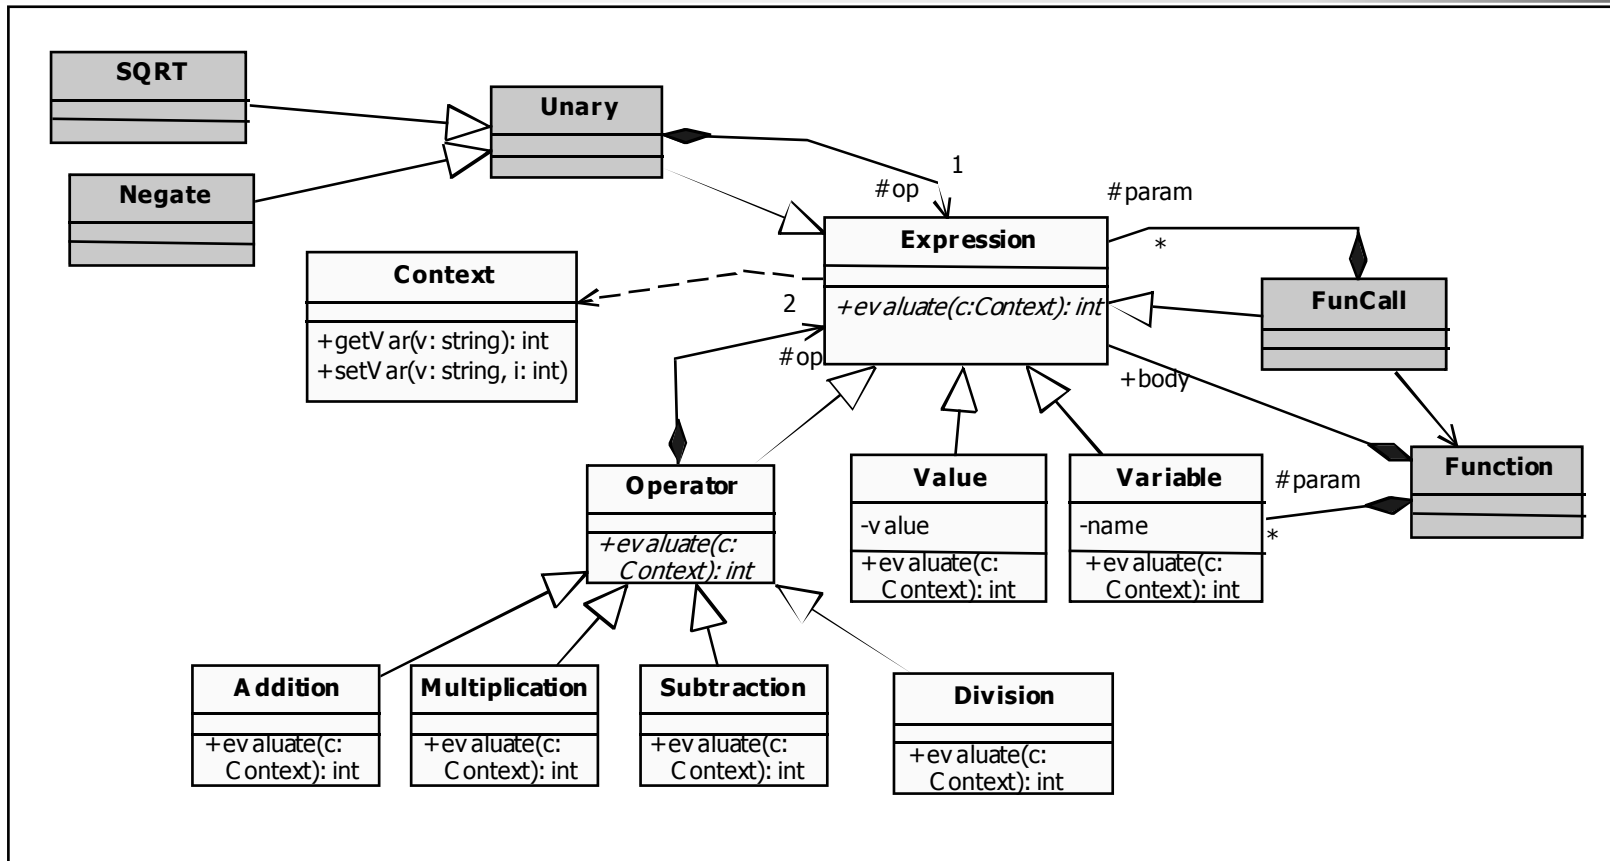 SQRT
Unary
Negate
1
#op
#param
*
Expression
+evaluate(c:Context): int
Context
+getVar(v: string): int
+setVar(v: string, i: int)
2
#op
FunCall
+body
Operator
+evaluate(c:
Context): int
Value
-value
+evaluate(c:
Context): int
Variable
-name
+evaluate(c:
Context): int
#param
*
Function
Addition
+evaluate(c:
Context): int
Multiplication
+evaluate(c:
Context): int
Subtraction
+evaluate(c:
Context): int
Division
+evaluate(c:
Context): int